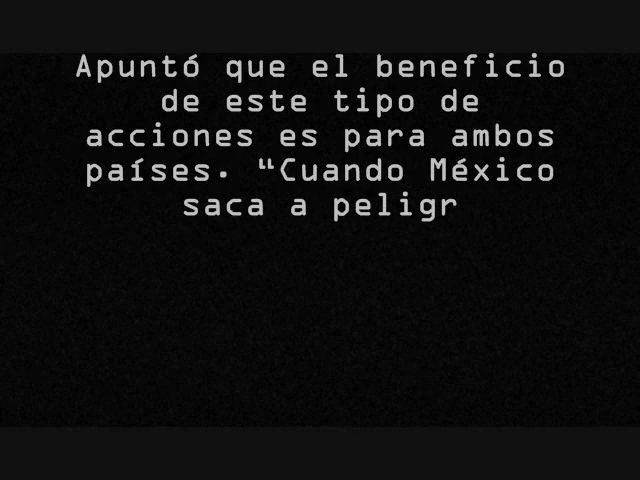 Apuntó que el beneficio
de este tipo de
acciones es para ambos
países. “Cuando México
saca a peligr